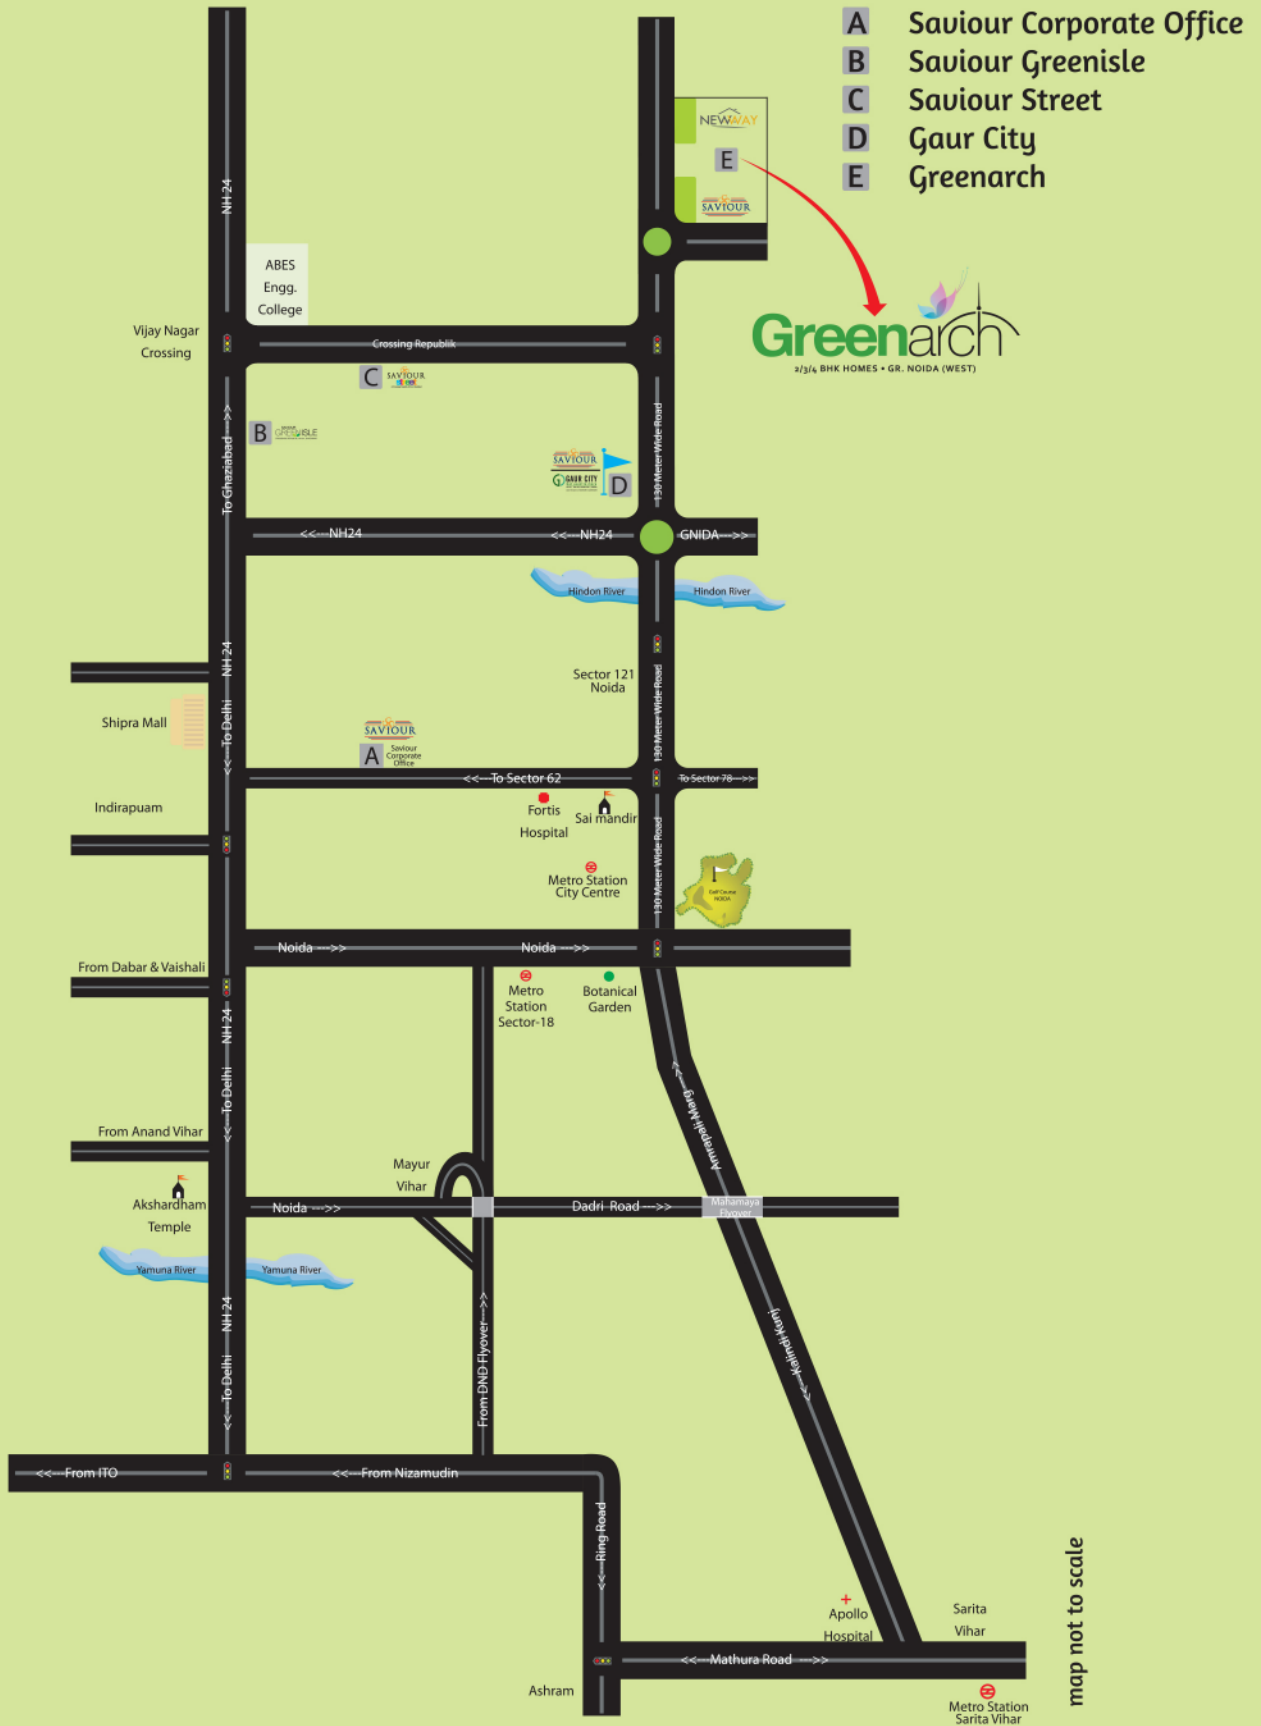 A Saviour Corporate Office
B Saviour Greenisle
C Saviour Street
D Gaur City
E Greenarch
NH 24
NEWWAY
E
SAVIOUR
ABES
Engg.
College
Greenarch
2/3/4 BHK HOMES • GR. NOIDA (WEST)
Vijay Nagar
Crossing
Crossing Republik
C SAVIOUR
To Ghaziabad --->>
B GREENISLE
130 Meter Wide Road
SAVIOUR
GAUR CITY
D
<<---NH24
<<---NH24
GNIDA--->>
Hindon River
Hindon River
NH 24
<<---To Delhi
Sector 121
Noida
130 Meter Wide Road
Shipra Mall
SAVIOUR
A
Saviour
Corporate
Office
<<---To Sector 62
To Sector 78--->>
Indirapuam
Fortis
Hospital
Sai mandir
130 Meter Wide Road
Metro Station
City Centre
Golf Course
NOIDA
Noida --->>
Noida --->>
From Dabar & Vaishali
Metro
Station
Sector-18
Botanical
Garden
NH 24
<<---To Delhi
Amrapali Marg --->>
From Anand Vihar
Mayur
Vihar
Akshardham
Temple
Noida --->>
Dadri Road --->>
Mahamaya
Flyover
Yamuna River
Yamuna River
NH 24
<<---To Delhi
From DND Flyover--->>
<<----Kalindi Kunj
<<---From ITO
<<---From Nizamudin
<<---Ring Road
Apollo
Hospital
Sarita
Vihar
<<---Mathura Road --->>
Ashram
Metro Station
Sarita Vihar
map not to scale